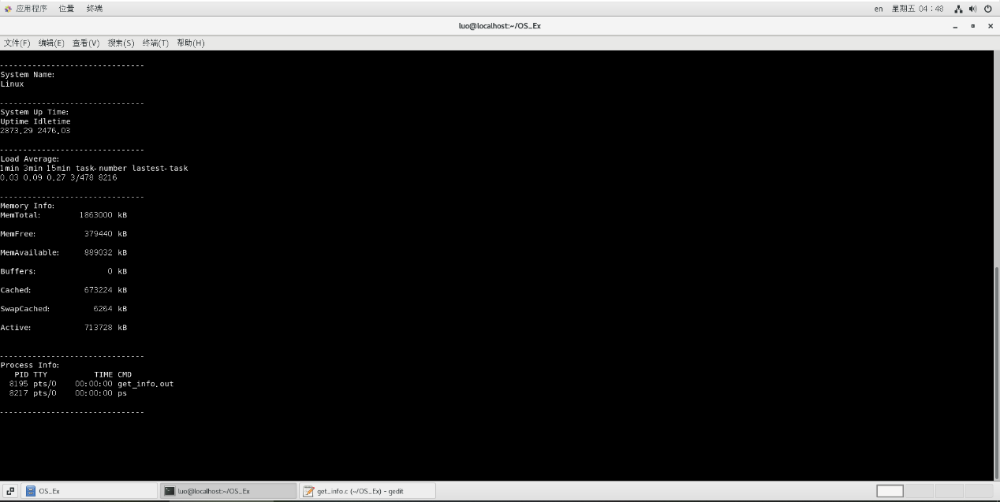 应用程序 位置 终端 en 星期五 04：48
luo@localhost:~/OS_Ex
文件(F) 编辑(E) 查看(V) 搜索(S) 终端(T) 帮助(H)
-------------------------------
System Name:
Linux
-------------------------------
System Up Time:
Uptime Idletime
2873.29 2476.03
-------------------------------
Load Average:
1min 3min 15min task-number lastest-task
0.03 0.09 0.27 3/478 8216
-------------------------------
Memory Info:
MemTotal: 1863000 kB
MemFree: 379440 kB
MemAvailable: 889032 kB
Buffers: 0 kB
Cached: 673224 kB
SwapCached: 6264 kB
Active: 713728 kB
-------------------------------
Process Info:
PID TTY TIME CMD
8195 pts/0 00:00:00 get_info.out
8217 pts/0 00:00:00 ps
-------------------------------
OS_Ex luo@localhost:~/OS_Ex get_info.c (~/OS_Ex) - gedit